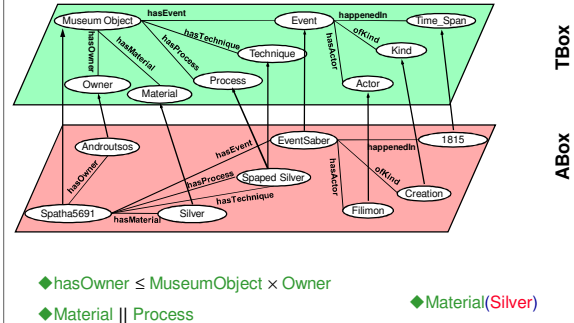 Museum Object
hasEvent
Event
happenedIn
Time_Span
hasOwner
hasMaterial
hasProcess
hasTechnique
Technique
hasActor
ofKind
Kind
Owner
Material
Process
Actor
TBox
Androutsos
hasEvent
EventSaber
happenedIn
1815
hasOwner
hasProcess
Spaped Silver
hasTechnique
hasActor
ofKind
Creation
Spatha5691
hasMaterial
Silver
Filimon
ABox
◆hasOwner ≤ MuseumObject × Owner
◆Material || Process
◆Material(Silver)